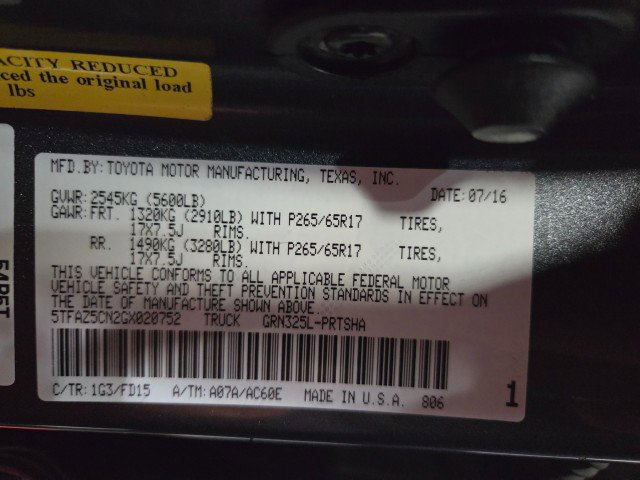 ACITY REDUCED
ced the original load
lbs
54P5T
MFD.BY: TOYOTA MOTOR MANUFACTURING, TEXAS, INC.
GVWR: 2545KG (5600LB) DATE: 07/16
GAWR: FRT. 1320KG (2910LB) WITH P265/65R17 TIRES,
17X7.5J RIMS.
RR. 1490KG (3280LB) WITH P265/65R17 TIRES,
17X7.5J RIMS.
THIS VEHICLE CONFORMS TO ALL APPLICABLE FEDERAL MOTOR
VEHICLE SAFETY AND THEFT PREVENTION STANDARDS IN EFFECT ON
THE DATE OF MANUFACTURE SHOWN ABOVE.
5TFAZ5CN2GX020752 TRUCK GRN325L-PRTSHA
C/TR: 1G3/FD15 A/TM: A07A/AC60E MADE IN U.S.A. 806 1